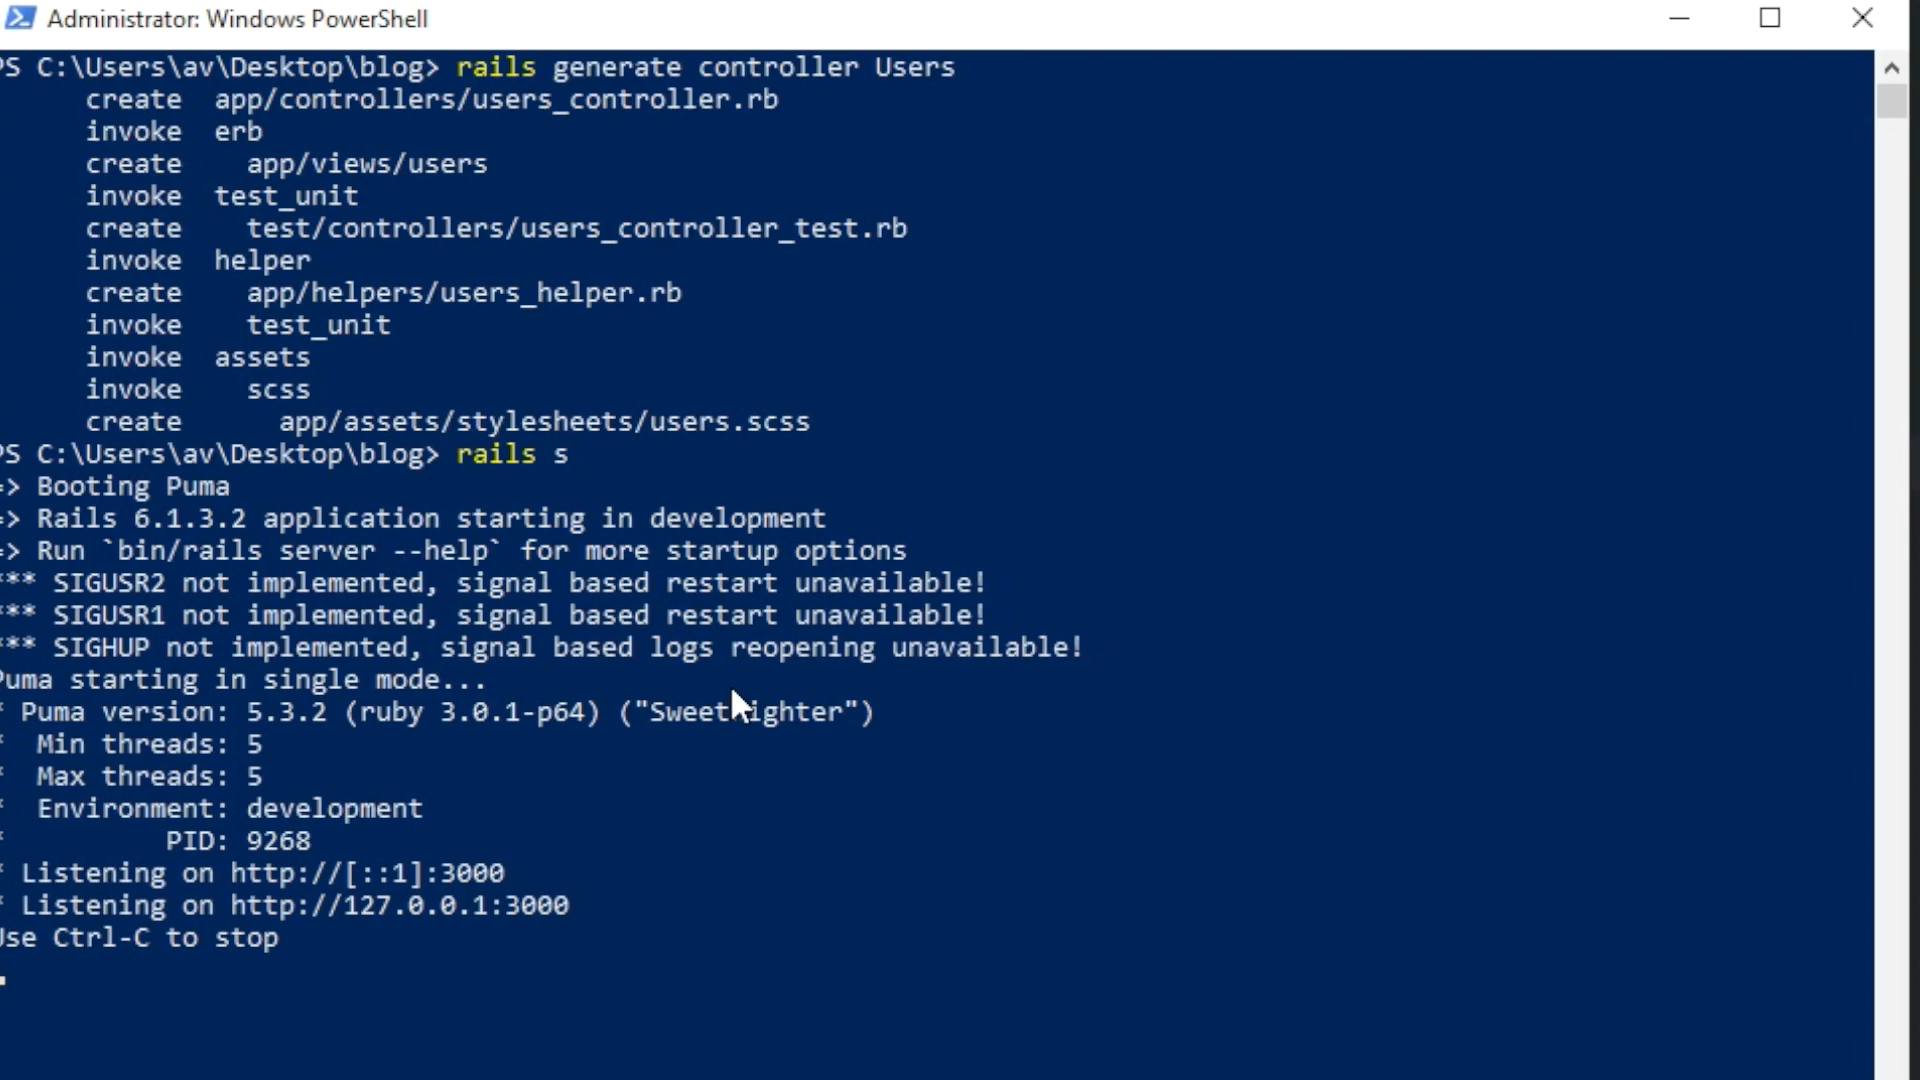 Administrator: Windows PowerShell
PS C:\Users\av\Desktop\blog> rails generate controller Users
create app/controllers/users_controller.rb
invoke erb
create app/views/users
invoke test_unit
create test/controllers/users_controller_test.rb
invoke helper
create app/helpers/users_helper.rb
invoke test_unit
invoke assets
invoke scss
create app/assets/stylesheets/users.scss
PS C:\Users\av\Desktop\blog> rails s
=> Booting Puma
=> Rails 6.1.3.2 application starting in development
=> Run `bin/rails server --help` for more startup options
*** SIGUSR2 not implemented, signal based restart unavailable!
*** SIGUSR1 not implemented, signal based restart unavailable!
*** SIGHUP not implemented, signal based logs reopening unavailable!
Puma starting in single mode...
* Puma version: 5.3.2 (ruby 3.0.1-p64) ("Sweetnighter")
* Min threads: 5
* Max threads: 5
* Environment: development
* PID: 9268
* Listening on http://[::1]:3000
* Listening on http://127.0.0.1:3000
Use Ctrl-C to stop